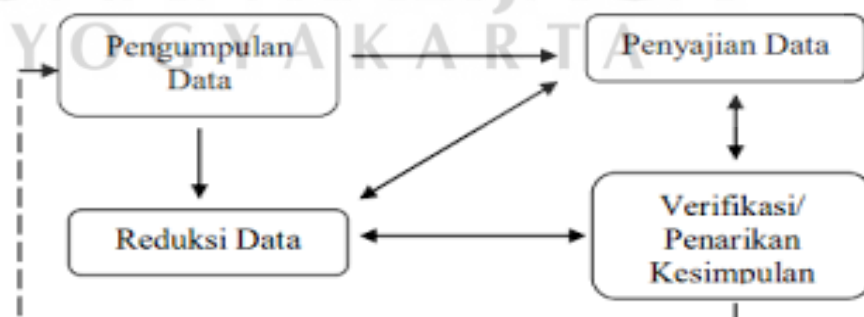 YOGYAKARTA
Pengumpulan
Data
Penyajian Data
Reduksi Data
Verifikasi/
Penarikan
Kesimpulan